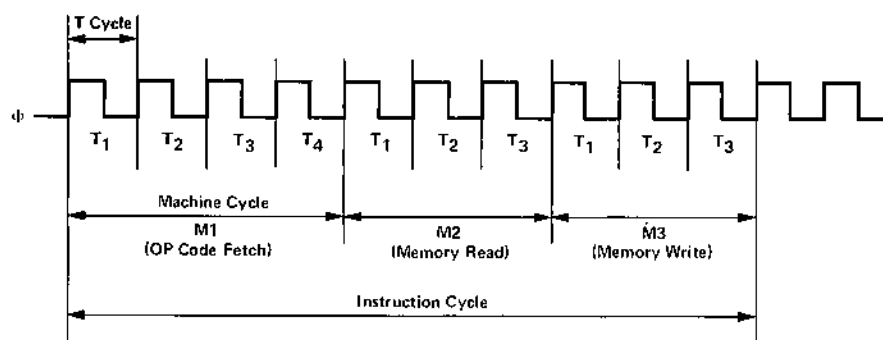 T Cycle
Φ
T1 T2 T3 T4 T1 T2 T3 T1 T2 T3
Machine Cycle
M1 M2 M3
(OP Code Fetch) (Memory Read) (Memory Write)
Instruction Cycle